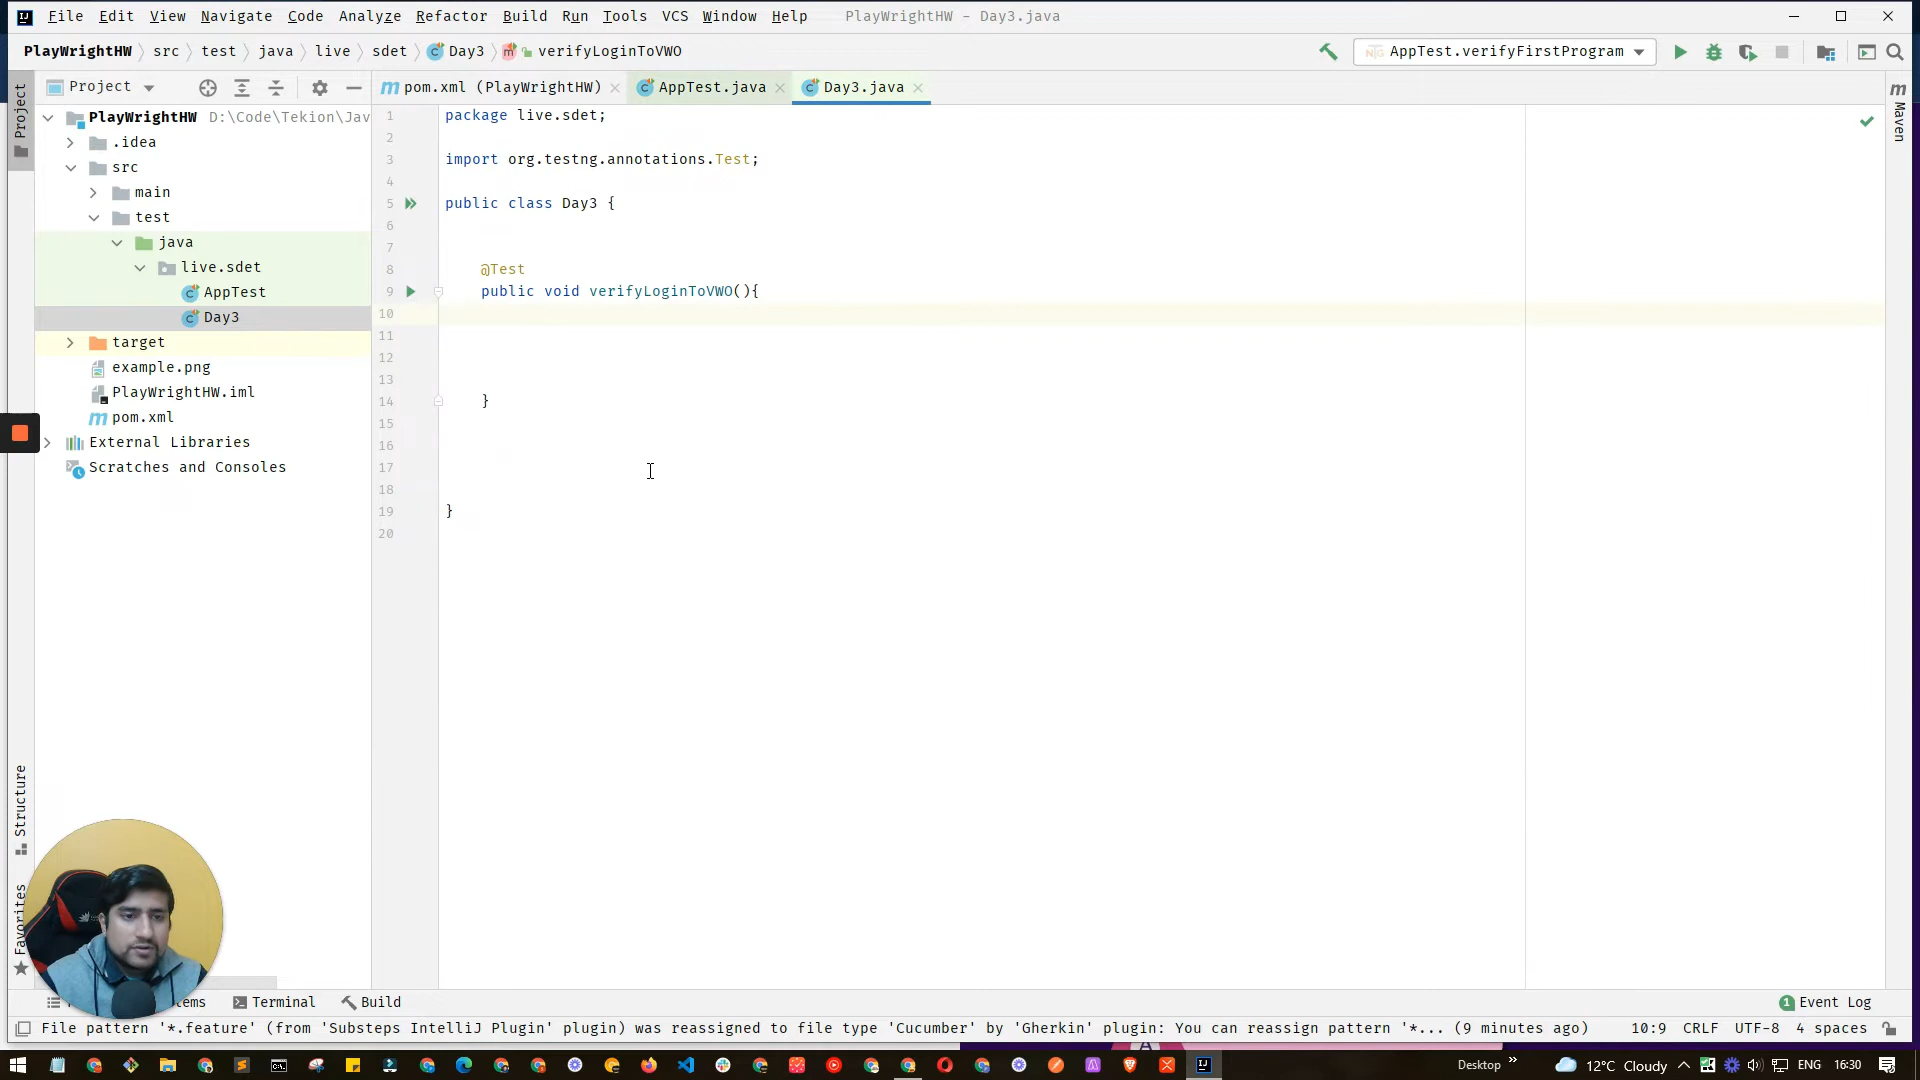 File Edit View Navigate Code Analyze Refactor Build Run Tools VCS Window Help PlayWrightHW - Day3.java
PlayWrightHW src test java live sdet Day3 verifyLoginToVWO AppTest.verifyFirstProgram
Project pom.xml (PlayWrightHW) AppTest.java Day3.java
Project
Maven
PlayWrightHW D:\Code\Tekion\Jav
.idea
src
main
test
java
live.sdet
AppTest
Day3
target
example.png
PlayWrightHW.iml
pom.xml
External Libraries
Scratches and Consoles
1 package live.sdet;
2
3 import org.testng.annotations.Test;
4
5 public class Day3 {
6
7
8 @Test
9 public void verifyLoginToVWO(){
10
11
12
13
14 }
15
16
17
18
19 }
20
Structure
Favorites
Terminal Build 1 Event Log
File pattern '*.feature' (from 'Substeps IntelliJ Plugin' plugin) was reassigned to file type 'Cucumber' by 'Gherkin' plugin: You can reassign pattern '*... (9 minutes ago) 10:9 CRLF UTF-8 4 spaces
Desktop 12°C Cloudy ENG 16:30